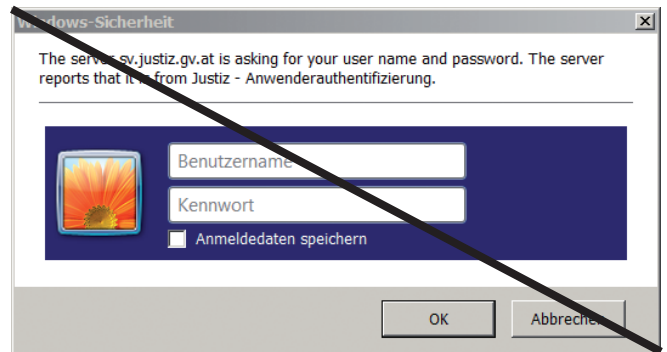 Windows-Sicherheit
The server sv.justiz.gv.at is asking for your user name and password. The server
reports that it is from Justiz - Anwenderauthentifizierung.
Benutzername
Kennwort
Anmeldedaten speichern
OK
Abbrechen